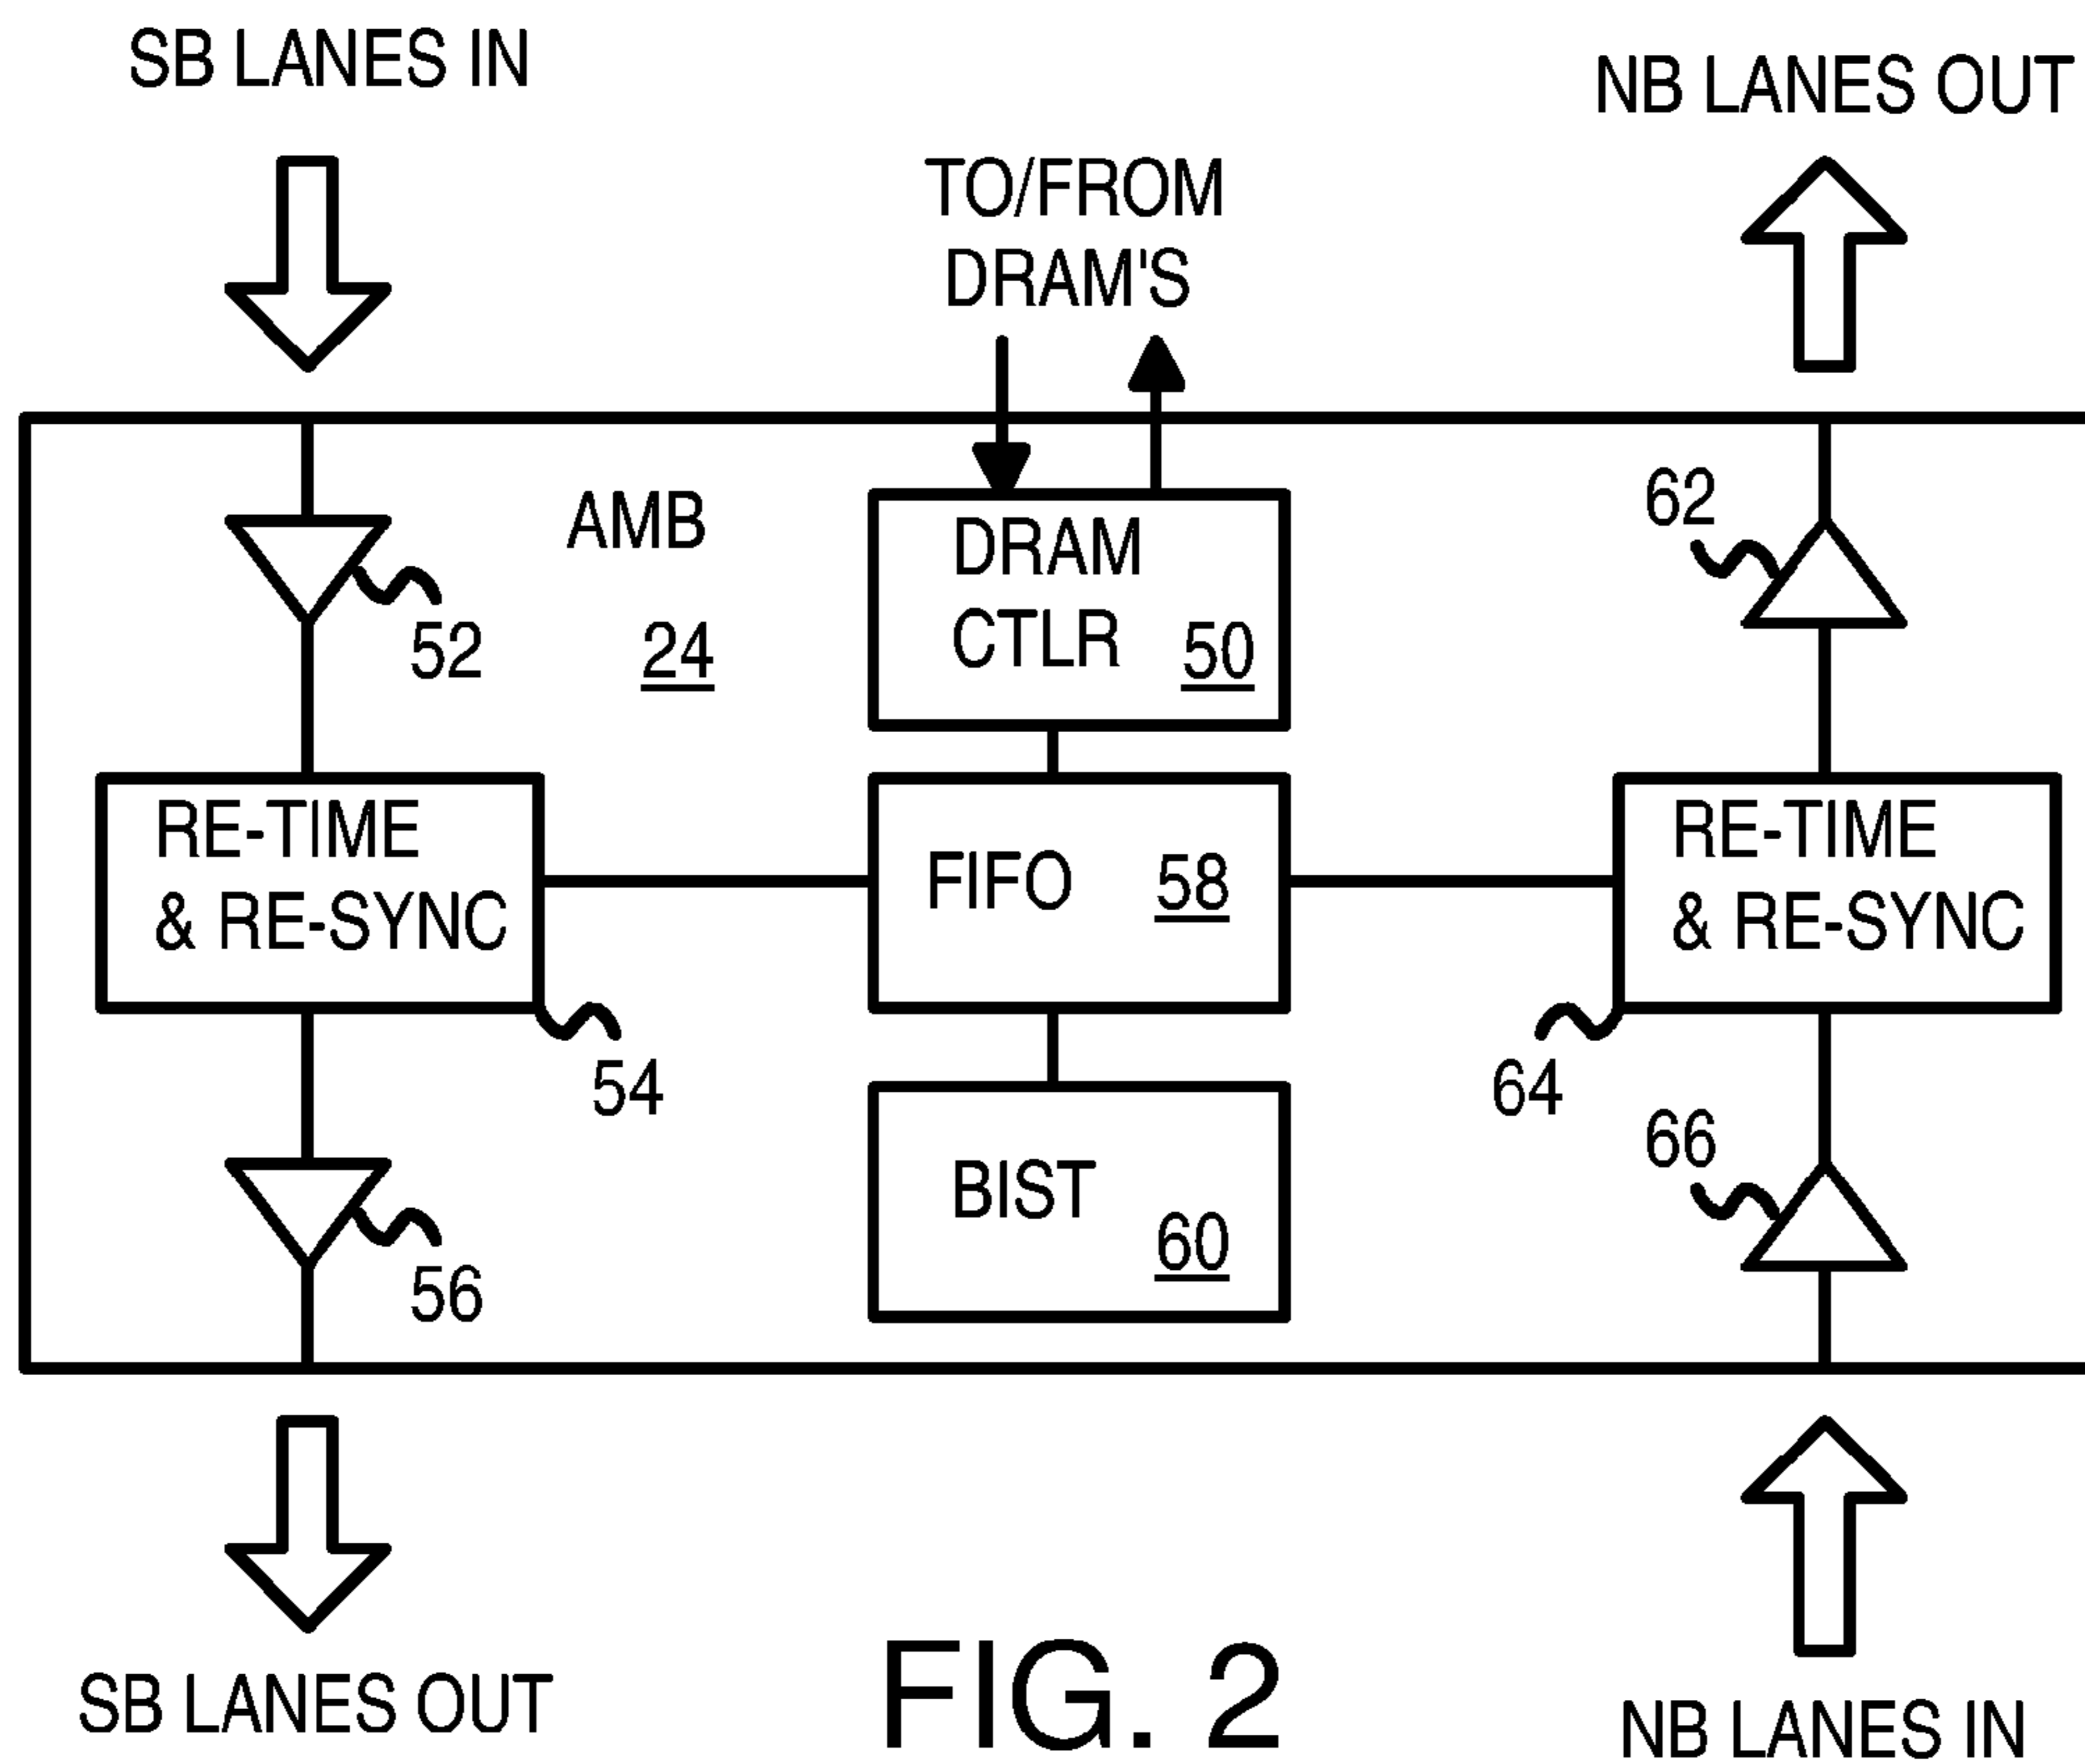 SB LANES IN
NB LANES OUT
TO/FROM
DRAM'S
62
AMB
24
DRAM
CTLR 50
52
RE-TIME
& RE-SYNC
FIFO 58
RE-TIME
& RE-SYNC
54
64
66
BIST
60
56
SB LANES OUT
FIG. 2
NB LANES IN